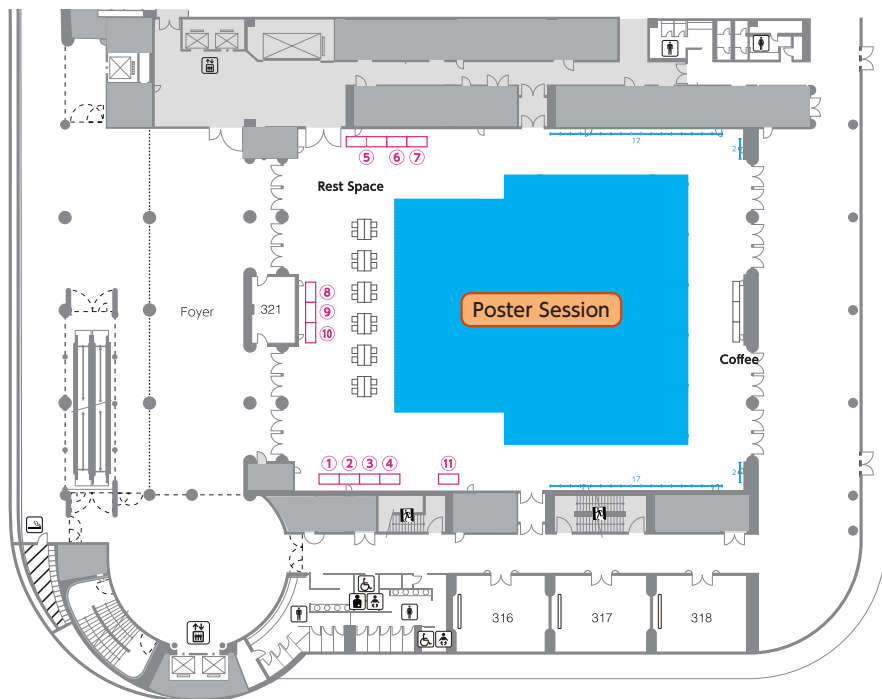 17
2
⑤ ⑥ ⑦
Rest Space
⑧
321
Foyer
⑨
Poster Session
⑩
Coffee
① ② ③ ④ ⑪
17
2
316 317 318